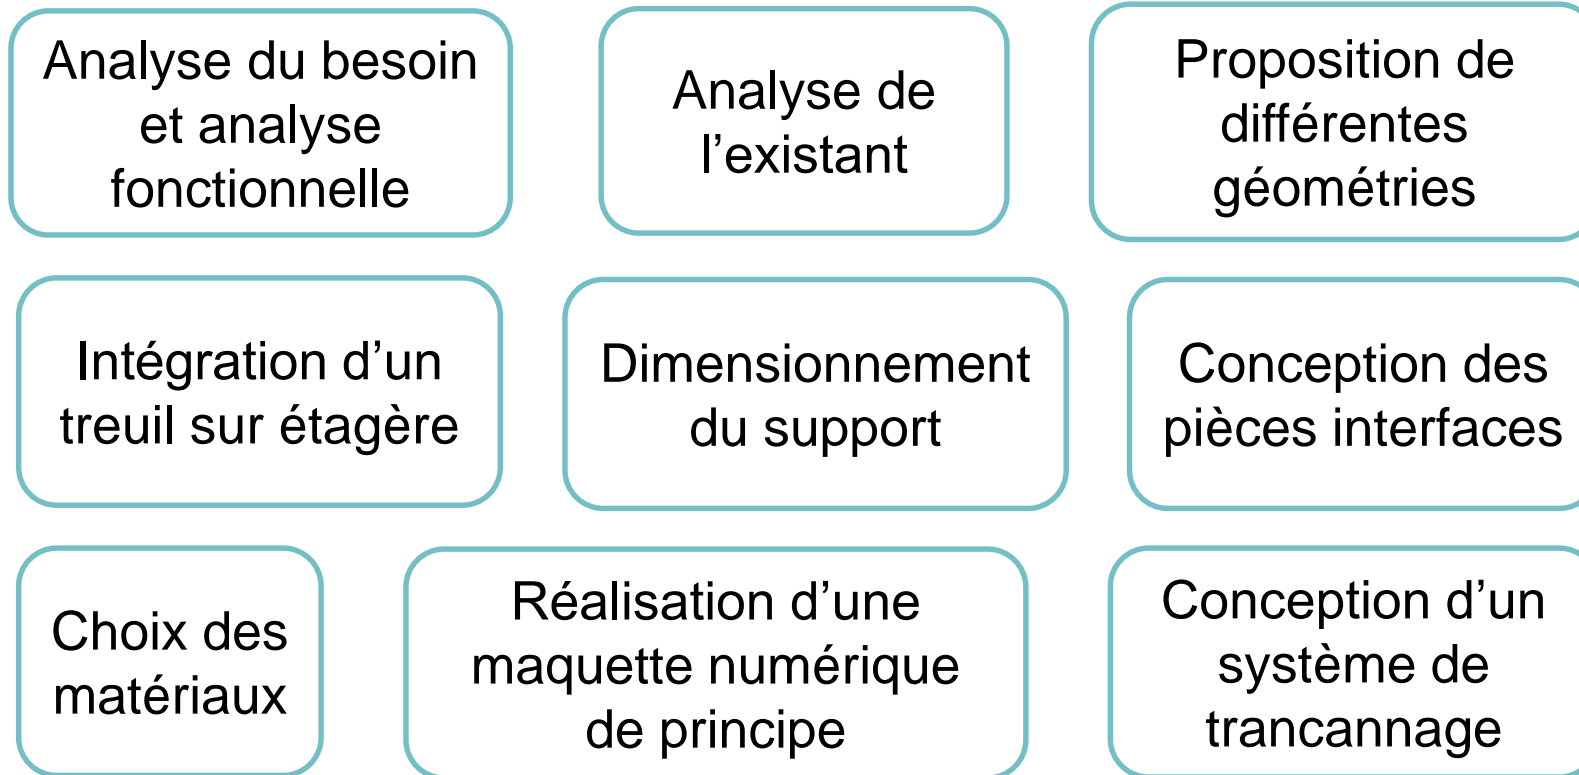 Analyse du besoin
et analyse
fonctionnelle
Analyse de
l’existant
Proposition de
différentes
géométries
Intégration d’un
treuil sur étagère
Dimensionnement
du support
Conception des
pièces interfaces
Choix des
matériaux
Réalisation d’une
maquette numérique
de principe
Conception d’un
système de
trancannage